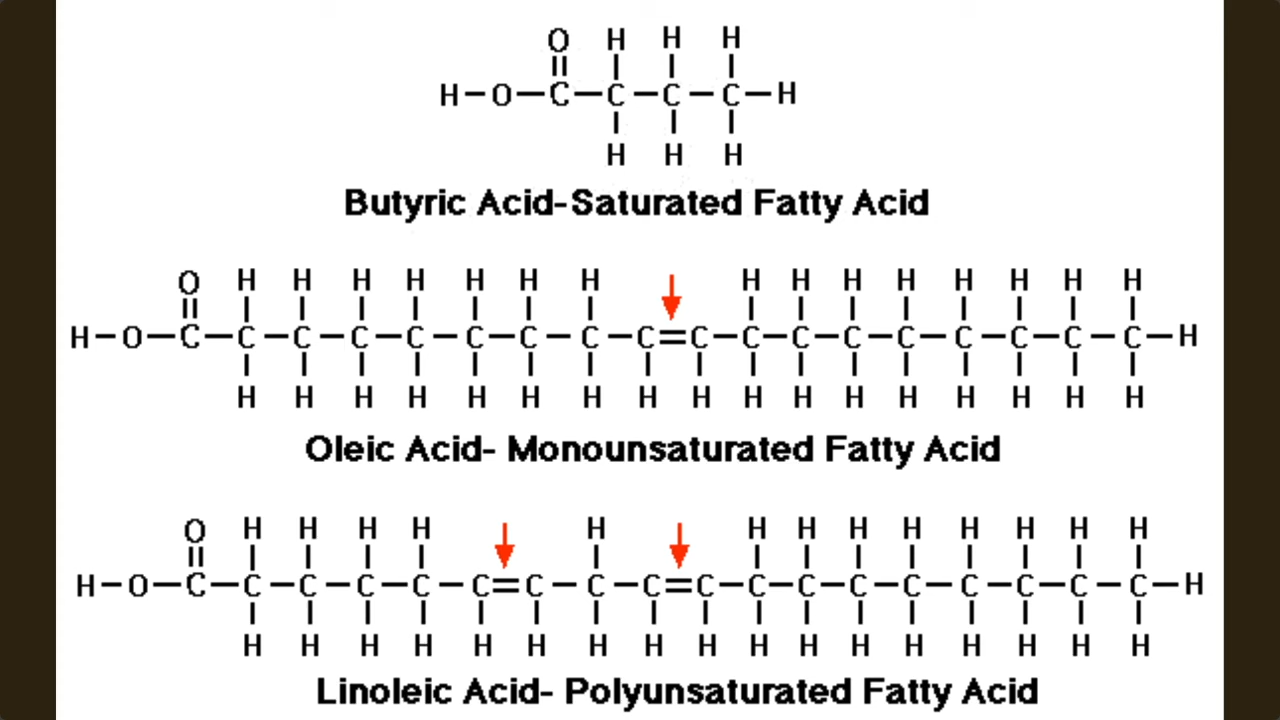 O H H H
H-O-C-C-C-C-H
H H H
Butyric Acid-Saturated Fatty Acid
O H H H H H H H H H H H H H H H
H-O-C-C-C-C-C-C-C-C-C=C-C-C-C-C-C-C-C-C-H
H H H H H H H H H H H H H H H H H
Oleic Acid- Monounsaturated Fatty Acid
O H H H H H H H H H H H H H
H-O-C-C-C-C-C-C=C-C-C=C-C-C-C-C-C-C-C-C-H
H H H H H H H H H H H H H H H H H
Linoleic Acid- Polyunsaturated Fatty Acid